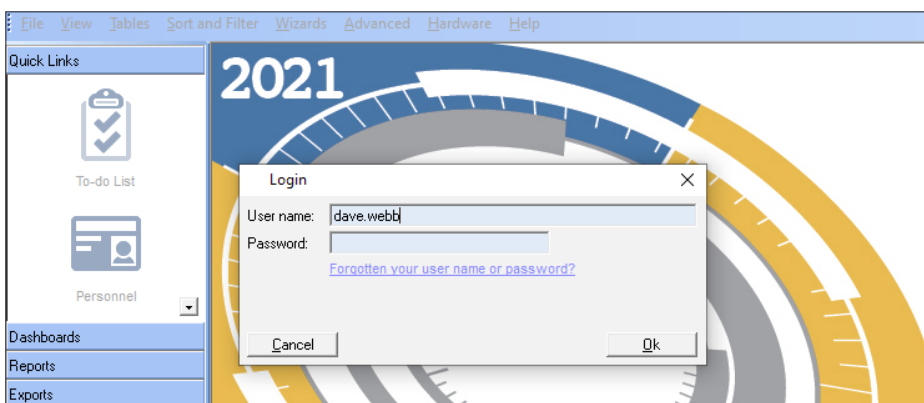 File View Tables Sort and Filter Wizards Advanced Hardware Help
Quick Links
To-do List
Personnel
Dashboards
Reports
Exports
2021
Login
User name: dave.webb
Password:
Forgotten your user name or password?
Cancel Ok